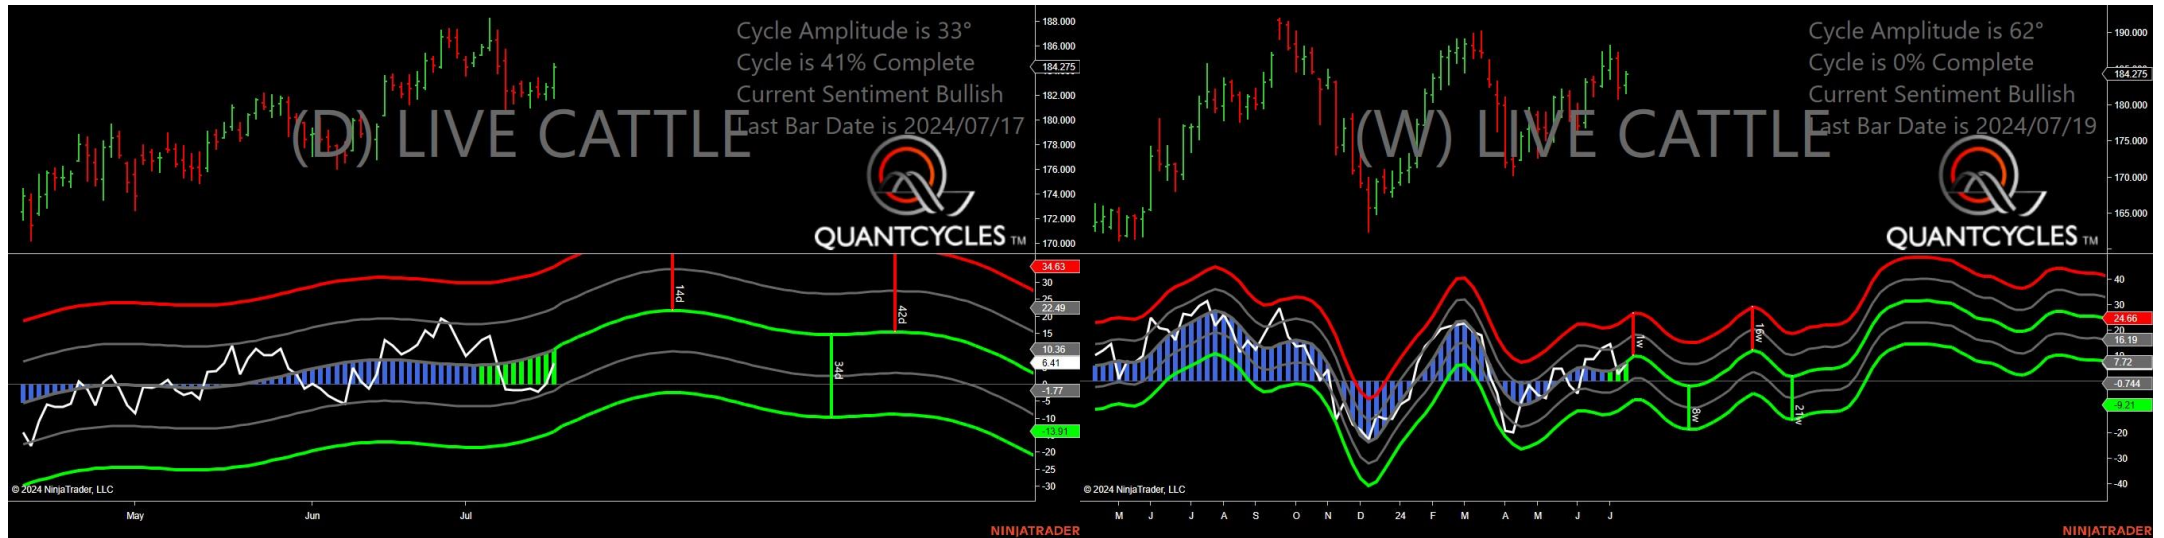 Cycle Amplitude is 33°
Cycle is 41% Complete
Current Sentiment Bullish
Last Bar Date is 2024/07/17
(D) LIVE CATTLE
QUANTCYCLES TM
188.000
186.000
184.275
182.000
180.000
178.000
176.000
174.000
172.000
170.000
14d
42d
34d
34.63
30
25
22.49
20
15
10.36
6.41
-1.77
-5
-10
-13.91
-20
-25
-30
© 2024 NinjaTrader, LLC
May Jun Jul
NINJATRADER
Cycle Amplitude is 62°
Cycle is 0% Complete
Current Sentiment Bullish
Last Bar Date is 2024/07/19
(W) LIVE CATTLE
QUANTCYCLES TM
190.000
184.275
180.000
175.000
170.000
165.000
1w
16w
8w
21w
40
30
24.66
20
16.19
7.72
-0.744
-9.21
-20
-30
-40
© 2024 NinjaTrader, LLC
M J J A S O N D 24 F M A M J J
NINJATRADER